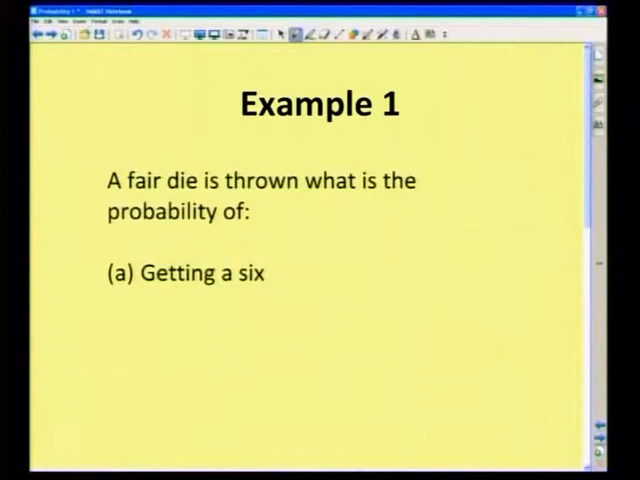 Example 1
A fair die is thrown what is the
probability of:
(a) Getting a six